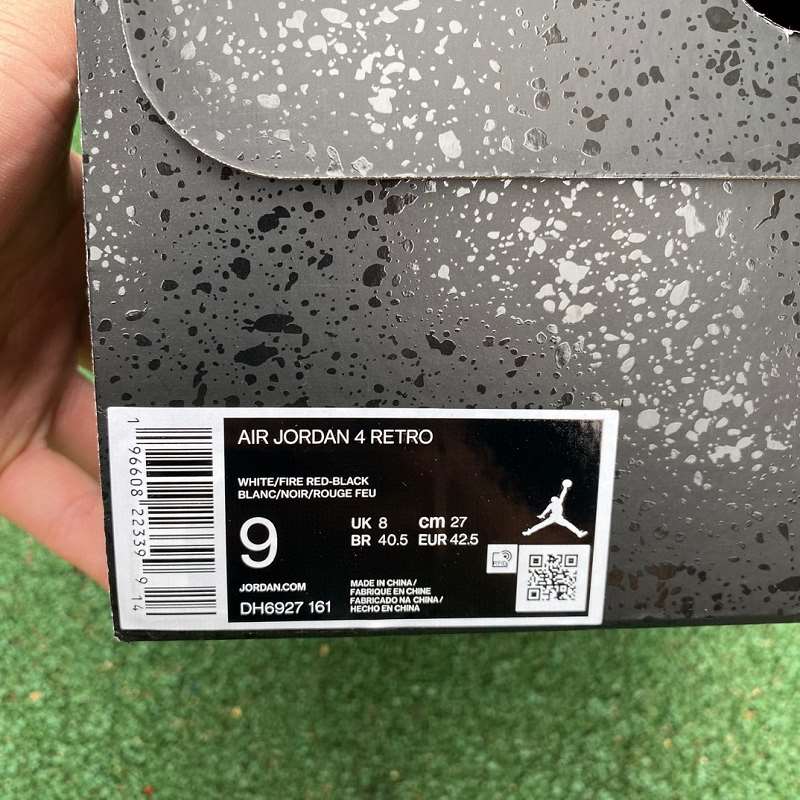 AIR JORDAN 4 RETRO
WHITE/FIRE RED-BLACK
BLANC/NOIR/ROUGE FEU
9
UK 8 cm 27
BR 40.5 EUR 42.5
JORDAN.COM
DH6927 161
MADE IN CHINA/
FABRIQUE EN CHINE
FABRICADO NA CHINA/
HECHO EN CHINA
RFID
1 96608 22339 9 14